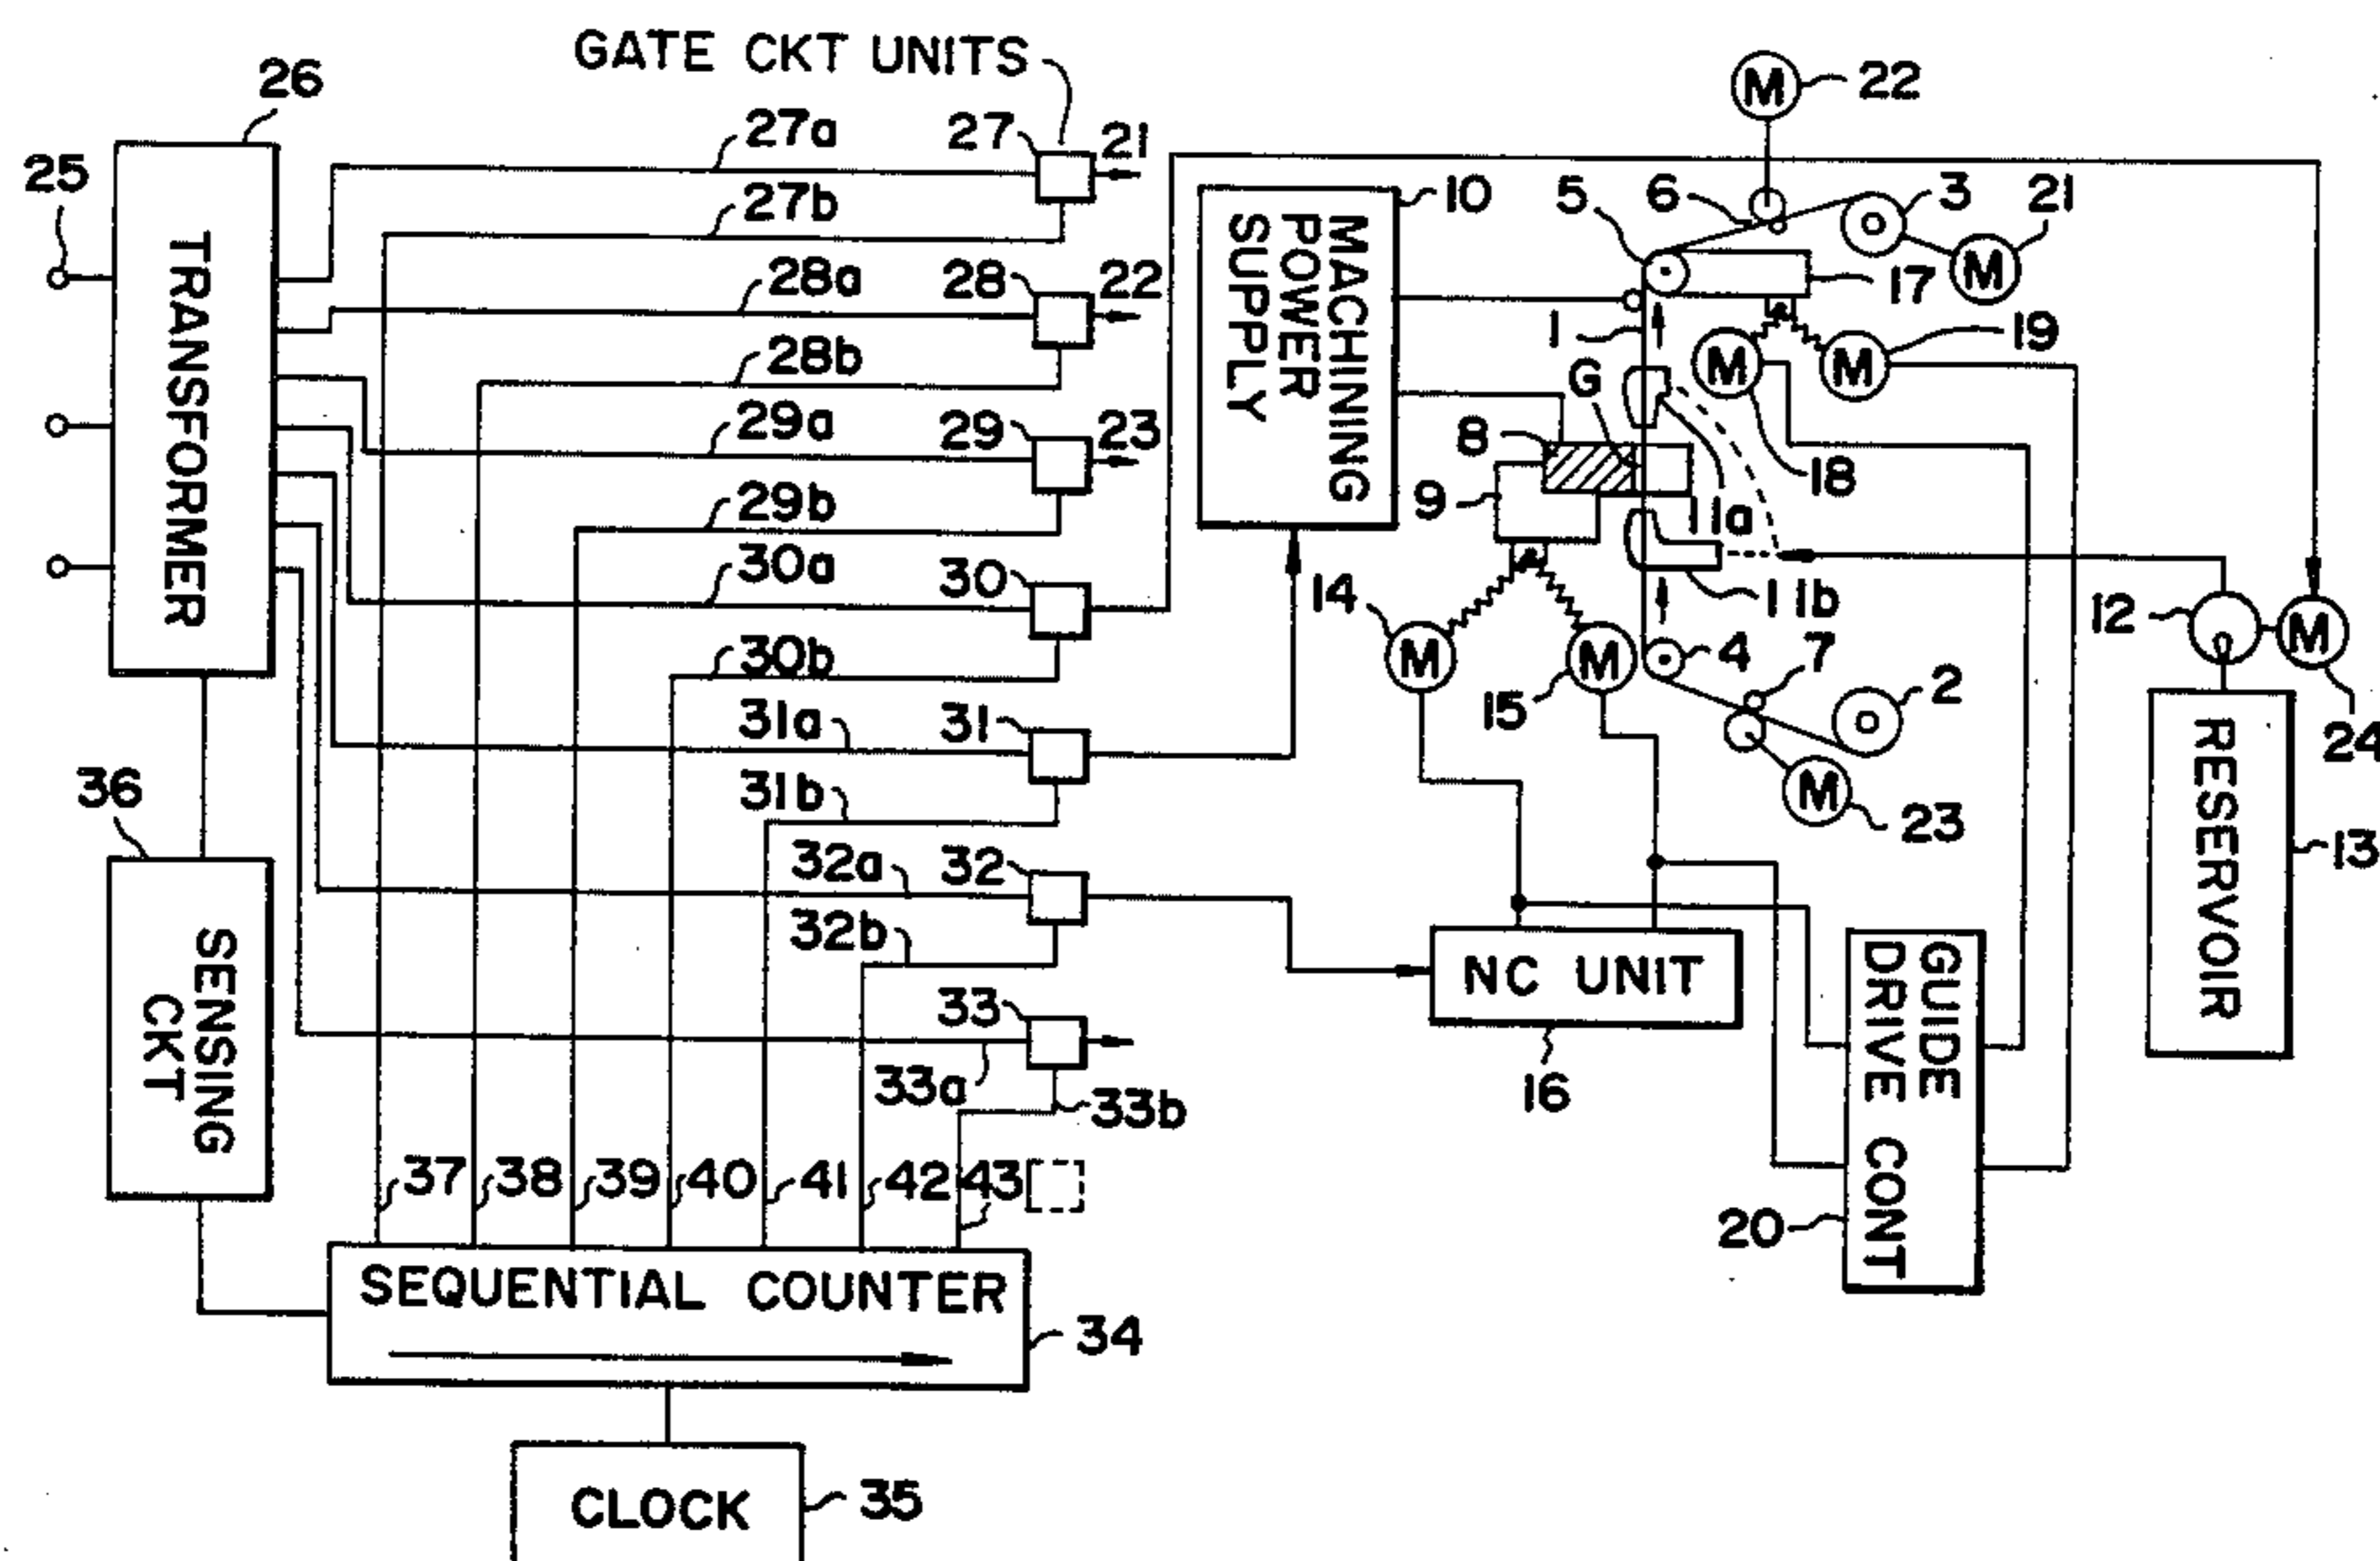 GATE CKT UNITS
26
25
TRANSFORMER
27a
27
21
27b
28a
28
22
28b
29a
29
23
29b
30a
30
30b
31a
31
31b
32a
32
32b
33
33a
33b
36
SENSING
CKT
37
38
39
40
41
42
43
SEQUENTIAL COUNTER
34
CLOCK
35
MACHINING
POWER
SUPPLY
10
M
22
5
6
3
21
M
17
1
M
M
19
18
G
8
9
11a
11b
14
M
M
15
4
7
2
M
23
12
M
24
RESERVOIR
13
NC UNIT
16
GUIDE
DRIVE CONT
20